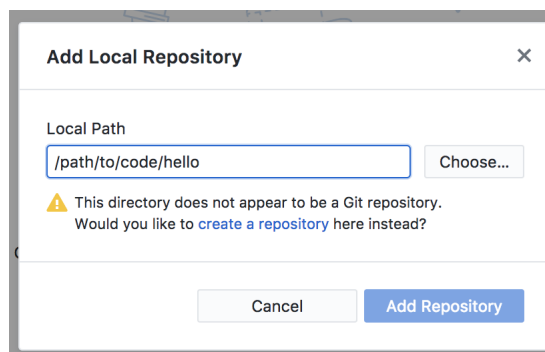 Add Local Repository
Local Path
/path/to/code/hello
Choose...
This directory does not appear to be a Git repository.
Would you like to create a repository here instead?
Cancel
Add Repository